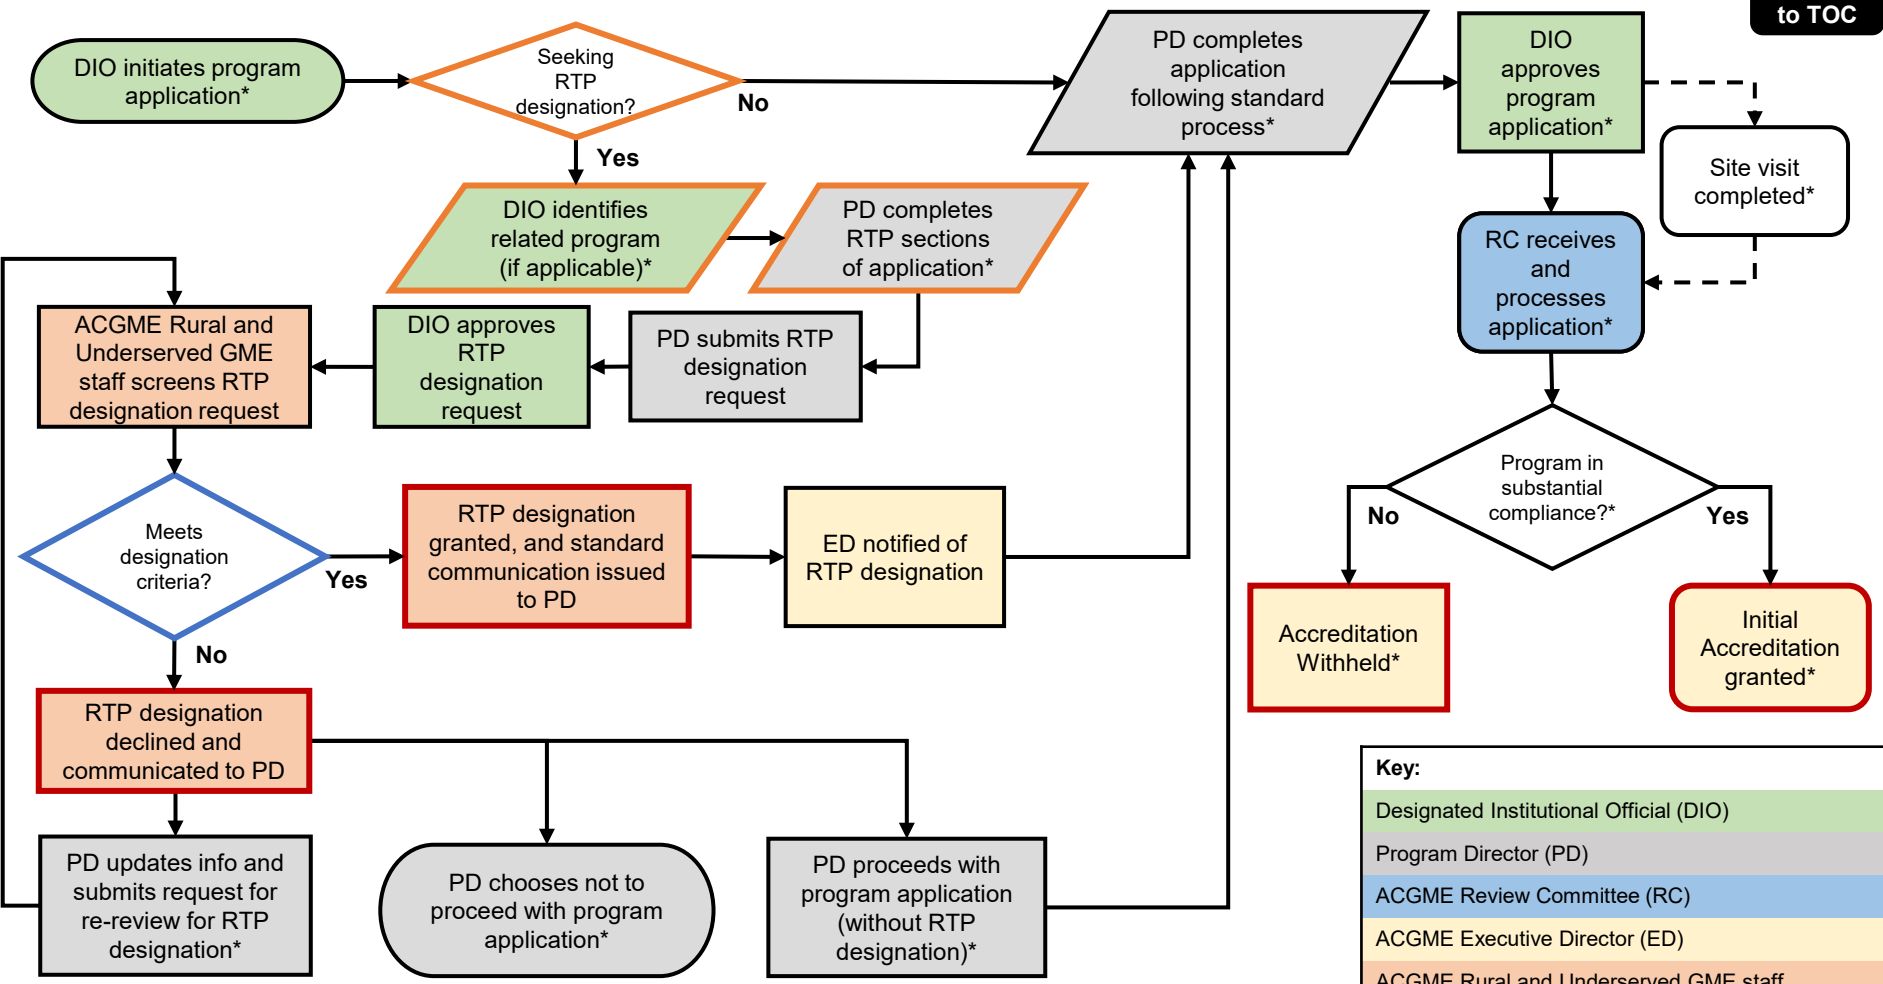 to TOC
DIO initiates program
application*
Seeking
RTP
designation?
No
Yes
PD completes
application
following standard
process*
DIO
approves
program
application*
Site visit
completed*
DIO identifies
related program
(if applicable)*
PD completes
RTP sections
of application*
RC receives
and
processes
application*
ACGME Rural and
Underserved GME
staff screens RTP
designation request
DIO approves
RTP
designation
request
PD submits RTP
designation
request
Program in
substantial
compliance?*
No
Yes
Meets
designation
criteria?
Yes
No
RTP designation
granted, and standard
communication issued
to PD
ED notified of
RTP designation
Accreditation
Withheld*
Initial
Accreditation
granted*
RTP designation
declined and
communicated to PD
PD updates info and
submits request for
re-review for RTP
designation*
PD chooses not to
proceed with program
application*
PD proceeds with
program application
(without RTP
designation)*
Key:
Designated Institutional Official (DIO)
Program Director (PD)
ACGME Review Committee (RC)
ACGME Executive Director (ED)
ACGME Rural and Underserved GME staff